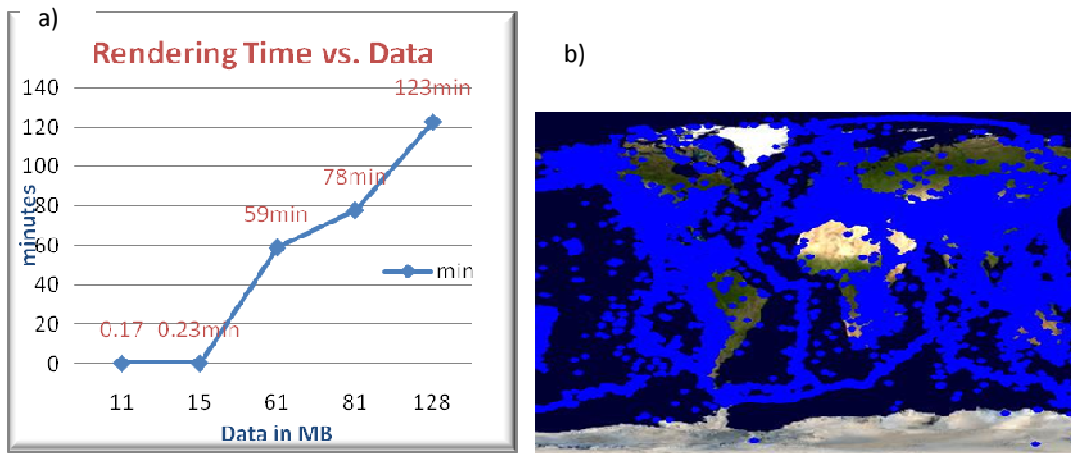 a)
Rendering Time vs. Data
140
120
100
80
60
40
20
0
minutes
0.17
0.23min
59min
78min
123min
min
11 15 61 81 128
Data in MB
b)